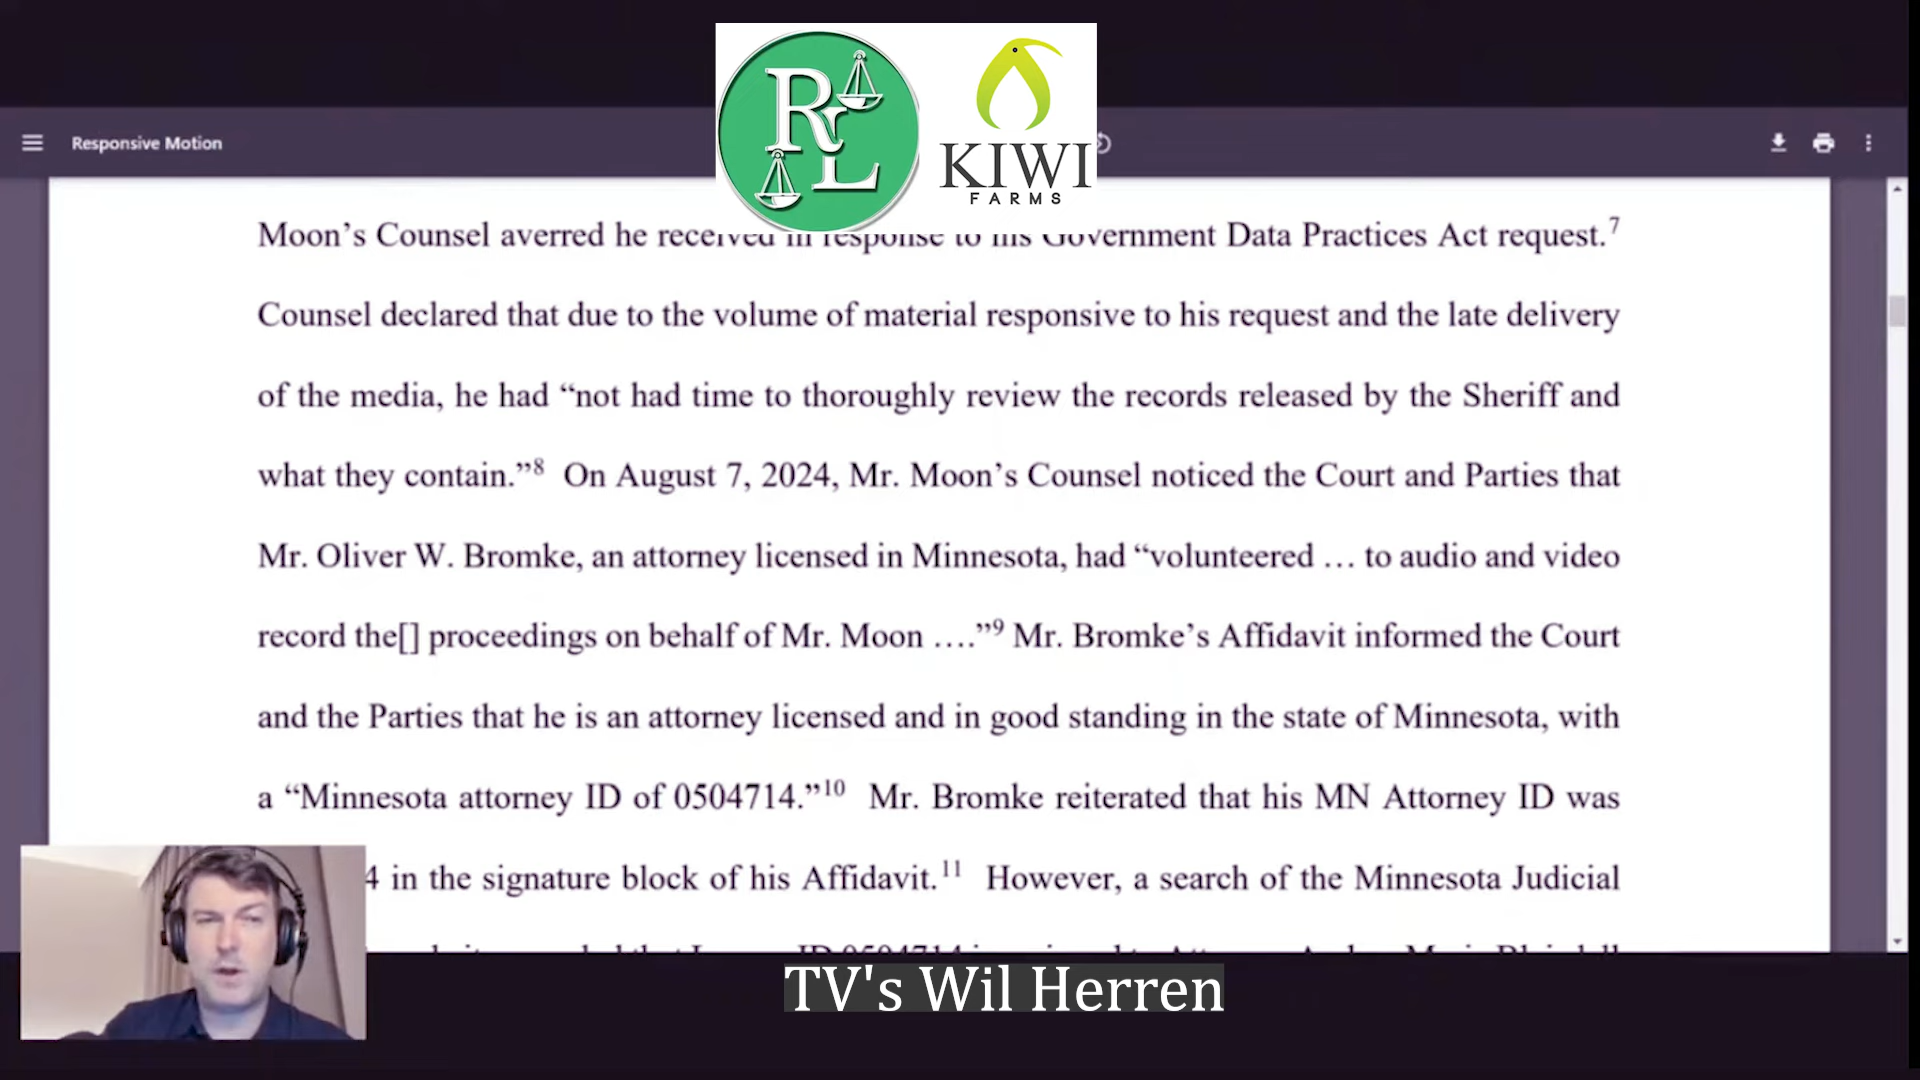 RL
KIWI
FARMS
Responsive Motion
Moon's Counsel averred he received in response to his Government Data Practices Act request.7
Counsel declared that due to the volume of material responsive to his request and the late delivery
of the media, he had “not had time to thoroughly review the records released by the Sheriff and
what they contain.”8 On August 7, 2024, Mr. Moon's Counsel noticed the Court and Parties that
Mr. Oliver W. Bromke, an attorney licensed in Minnesota, had “volunteered … to audio and video
record the[] proceedings on behalf of Mr. Moon ….”9 Mr. Bromke's Affidavit informed the Court
and the Parties that he is an attorney licensed and in good standing in the state of Minnesota, with
a “Minnesota attorney ID of 0504714.”10 Mr. Bromke reiterated that his MN Attorney ID was
4 in the signature block of his Affidavit.11 However, a search of the Minnesota Judicial
ID 0504714
TV's Wil Herren